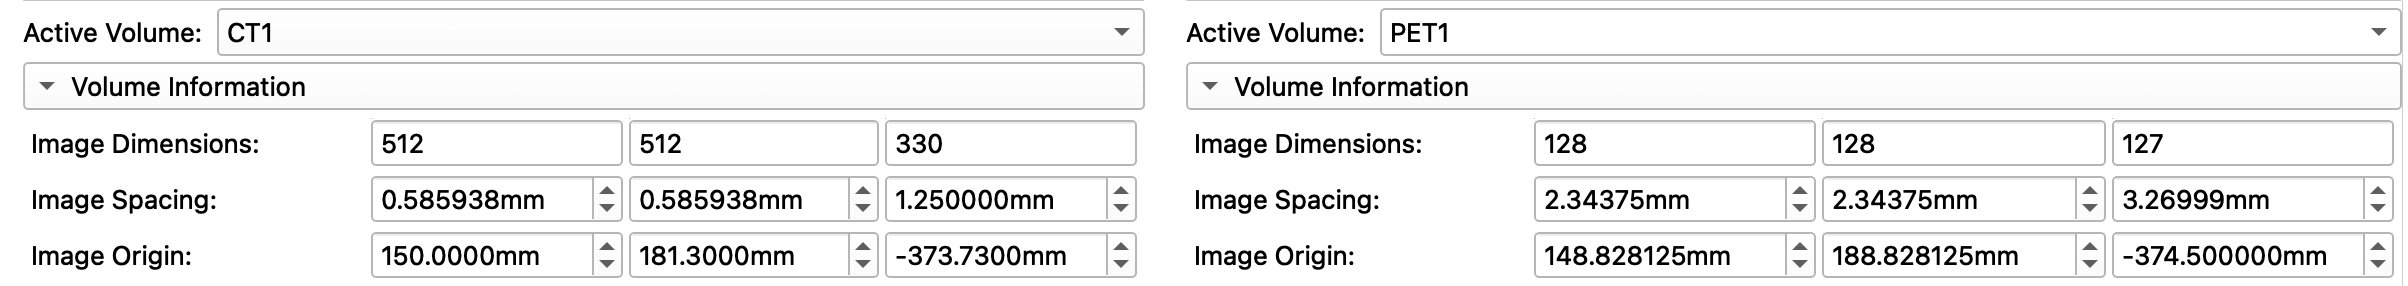 Active Volume: CT1
Volume Information
Image Dimensions: 512 512 330
Image Spacing: 0.585938mm 0.585938mm 1.250000mm
Image Origin: 150.0000mm 181.3000mm -373.7300mm
Active Volume: PET1
Volume Information
Image Dimensions: 128 128 127
Image Spacing: 2.34375mm 2.34375mm 3.26999mm
Image Origin: 148.828125mm 188.828125mm -374.500000mm